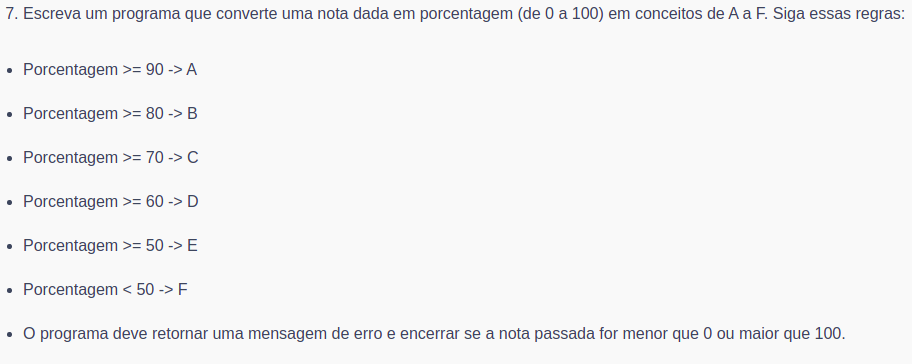 7. Escreva um programa que converte uma nota dada em porcentagem (de 0 a 100) em conceitos de A a F. Siga essas regras:
• Porcentagem >= 90 -> A
• Porcentagem >= 80 -> B
• Porcentagem >= 70 -> C
• Porcentagem >= 60 -> D
• Porcentagem >= 50 -> E
• Porcentagem < 50 -> F
• O programa deve retornar uma mensagem de erro e encerrar se a nota passada for menor que 0 ou maior que 100.